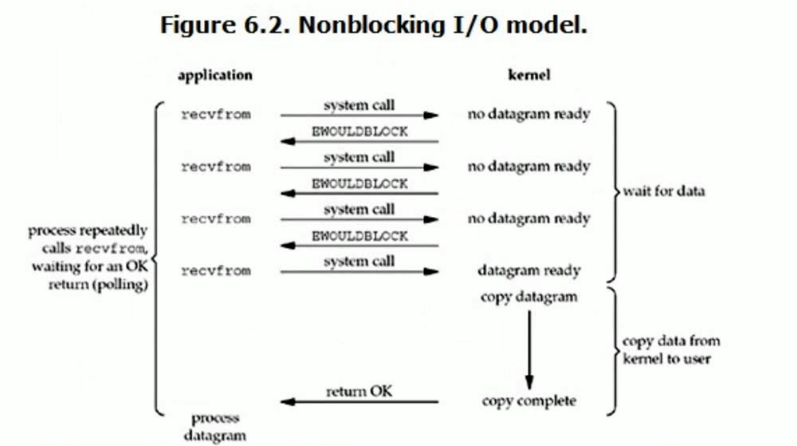 Figure 6.2. Nonblocking I/O model.
application
kernel
recvfrom
system call
no datagram ready
EWOULDBLOCK
recvfrom
system call
no datagram ready
EWOULDBLOCK
recvfrom
system call
no datagram ready
EWOULDBLOCK
recvfrom
system call
datagram ready
wait for data
process repeatedly
calls recvfrom,
waiting for an OK
return (polling)
copy datagram
copy data from
kernel to user
return OK
copy complete
process
datagram